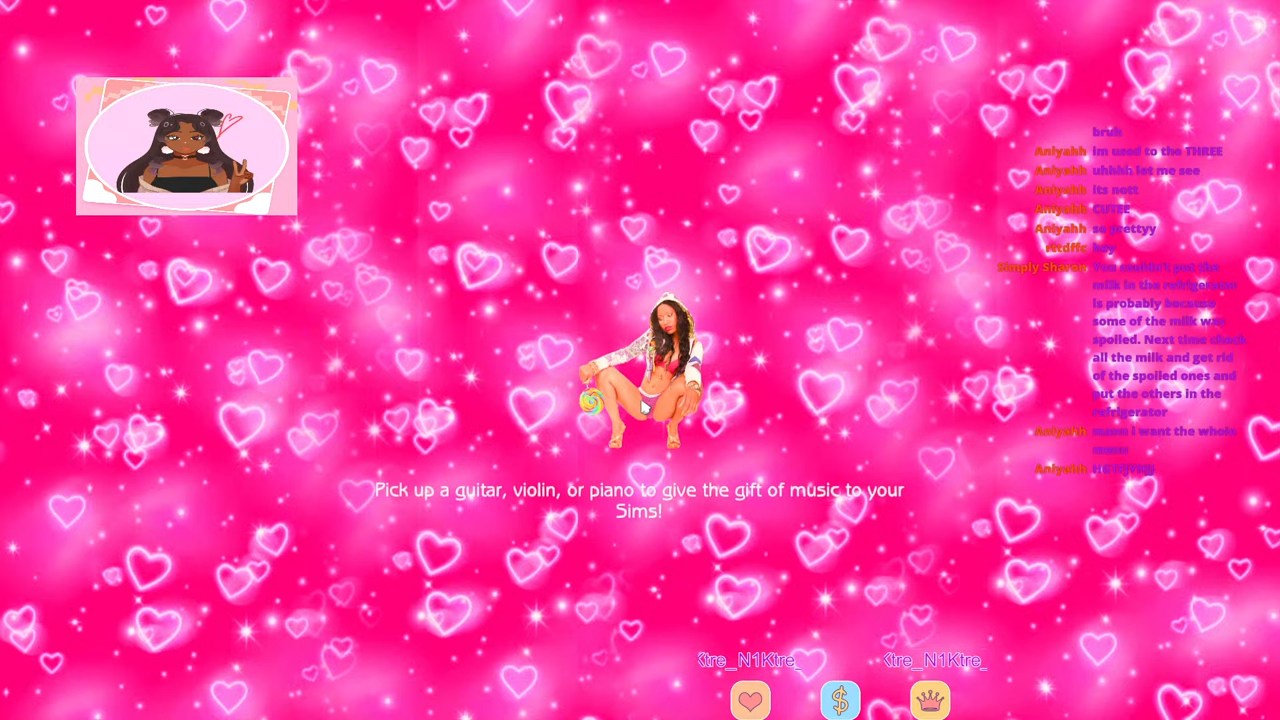 bruh
Aniyahh im used to the THREE
Aniyahh uhhhh let me see
Aniyahh its nott
Aniyahh CUTEE
Aniyahh so prettyy
hey
Simply Sharon You couldn't put the
milk in the refrigerator
is probably because
some of the milk was
spoiled. Next time check
all the milk and get rid
of the spoiled ones and
put the others in the
refrigerator
Aniyahh i want the whole
Aniyahh
Pick up a guitar, violin, or piano to give the gift of music to your
Sims!
Ktre_N1Ktre_ Ktre_N1Ktre_
$